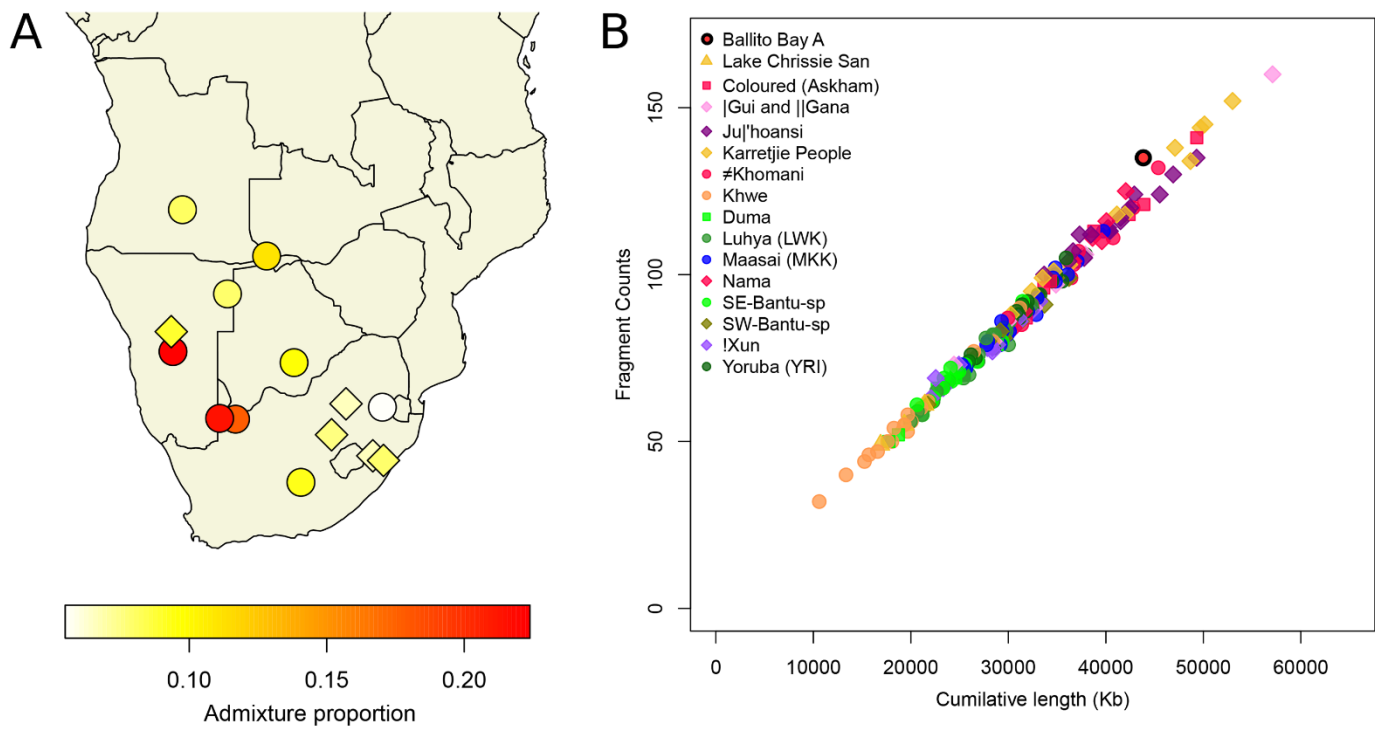 A
0.10
0.15
0.20
Admixture proportion
B
Ballito Bay A
Lake Chrissie San
Coloured (Askham)
|Gui and ||Gana
Ju|'hoansi
Karretjie People
≠Khomani
Khwe
Duma
Luhya (LWK)
Maasai (MKK)
Nama
SE-Bantu-sp
SW-Bantu-sp
!Xun
Yoruba (YRI)
Fragment Counts
150
100
50
0
0
10000
20000
30000
40000
50000
60000
Cumilative length (Kb)